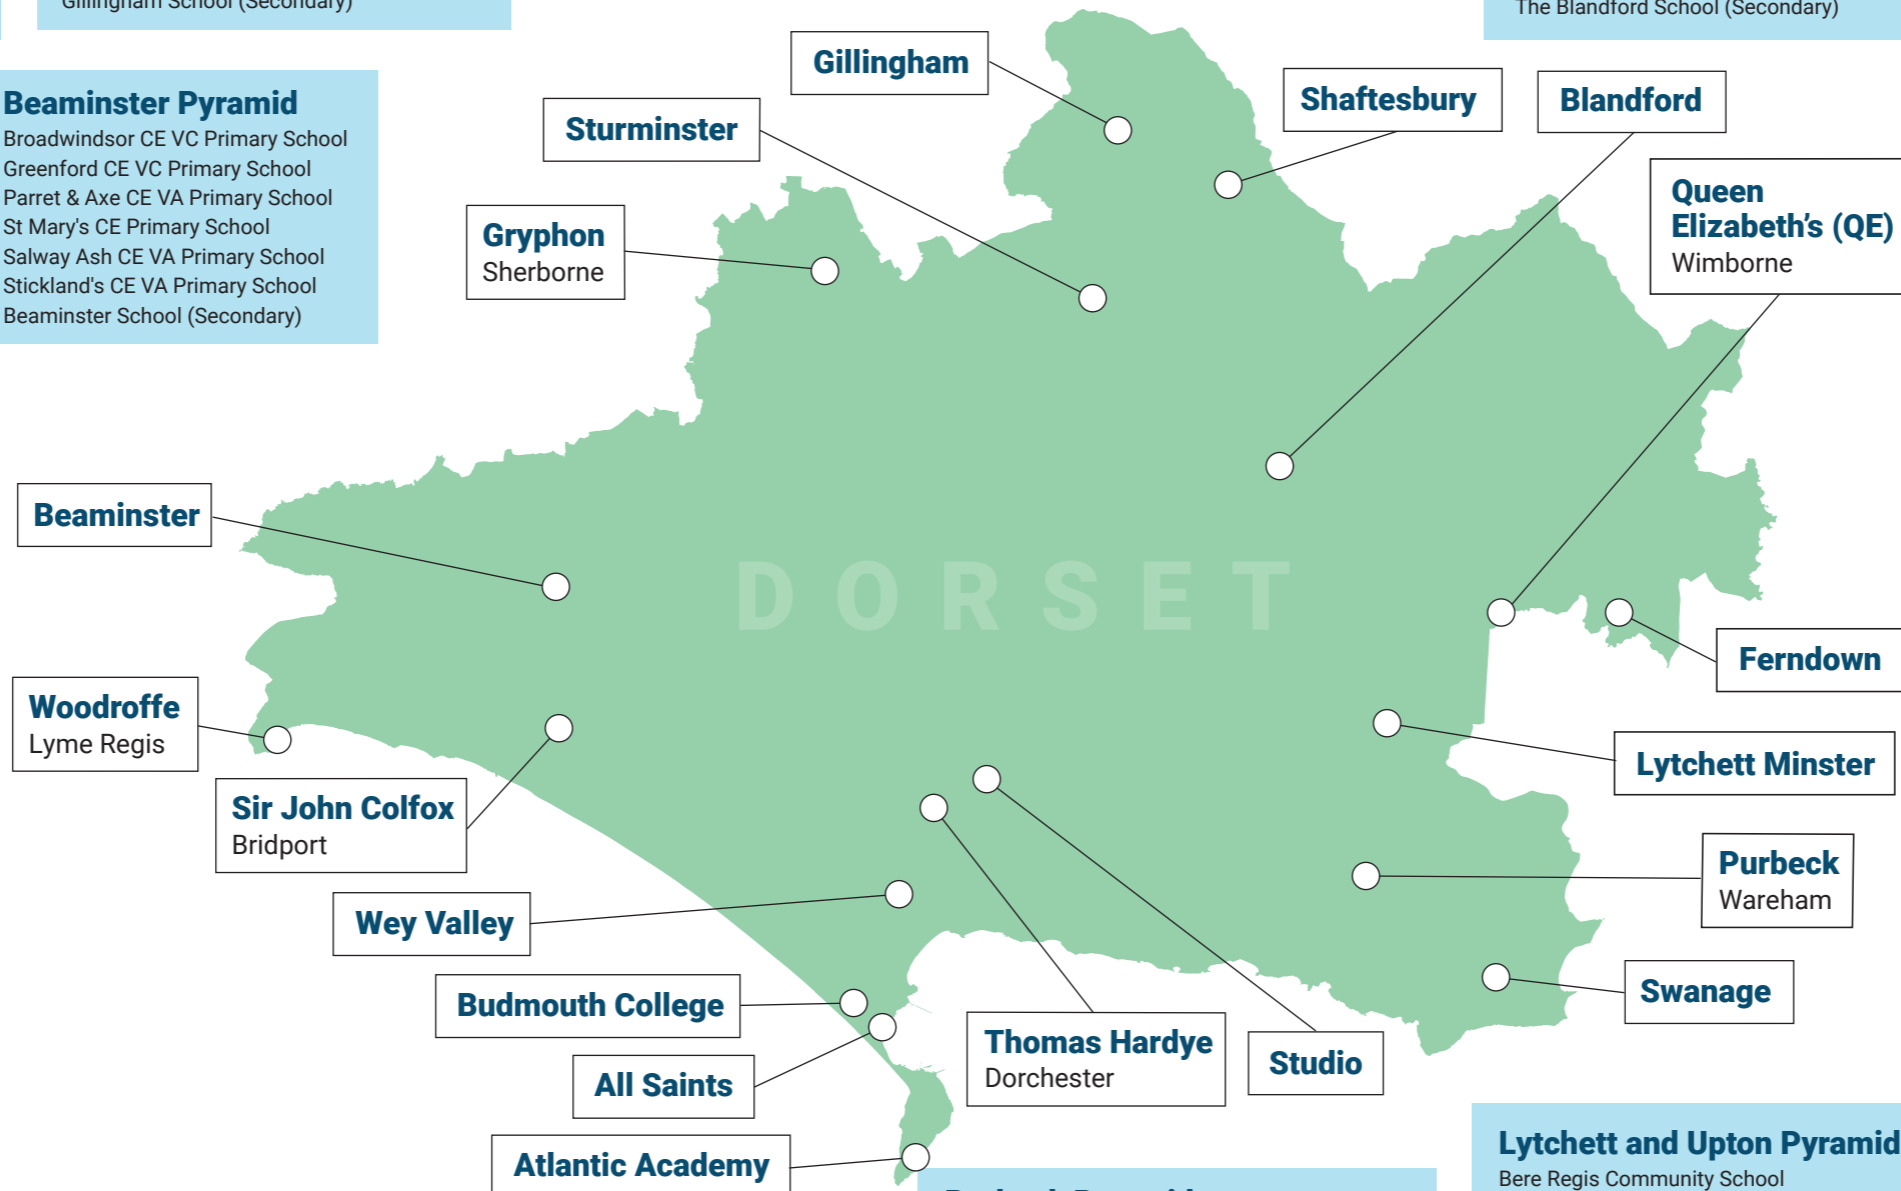 Gillingham School (Secondary)
The Blandford School (Secondary)
Beaminster Pyramid
Broadwindsor CE VC Primary School
Greenford CE VC Primary School
Parret & Axe CE VA Primary School
St Mary's CE Primary School
Salway Ash CE VA Primary School
Stickland's CE VA Primary School
Beaminster School (Secondary)
Gillingham
Sturminster
Shaftesbury
Blandford
Gryphon
Sherborne
Queen
Elizabeth’s (QE)
Wimborne
Beaminster
DORSET
Ferndown
Woodroffe
Lyme Regis
Lytchett Minster
Sir John Colfox
Bridport
Purbeck
Wareham
Wey Valley
Swanage
Budmouth College
Thomas Hardye
Dorchester
Studio
All Saints
Atlantic Academy
Lytchett and Upton Pyramid
Bere Regis Community School